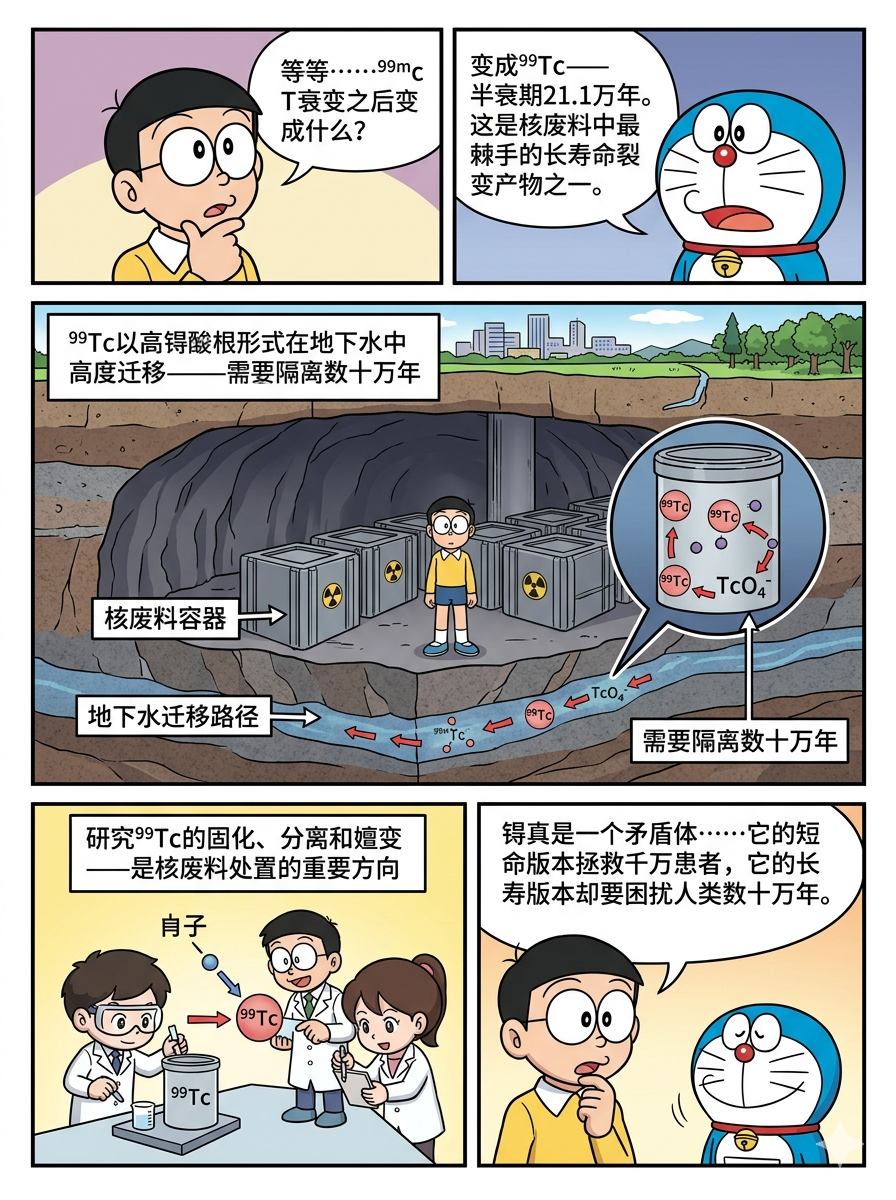 等等……⁹⁹ᵐc
T衰变之后变
成什么？
变成⁹⁹Tc——
半衰期21.1万年。
这是核废料中最
棘手的长寿命裂
变产物之一。
⁹⁹Tc以高锝酸根形式在地下水中
高度迁移——需要隔离数十万年
⁹⁹Tc
⁹⁹Tc
⁹⁹Tc
TcO₄⁻
核废料容器
地下水迁移路径
TcO₄⁻
⁹⁹Tc
需要隔离数十万年
研究⁹⁹Tc的固化、分离和嬗变
——是核废料处置的重要方向
自子
⁹⁹Tc
⁹⁹Tc
锝真是一个矛盾体……它的短
命版本拯救千万患者，它的长
寿版本却要困扰人类数十万年。